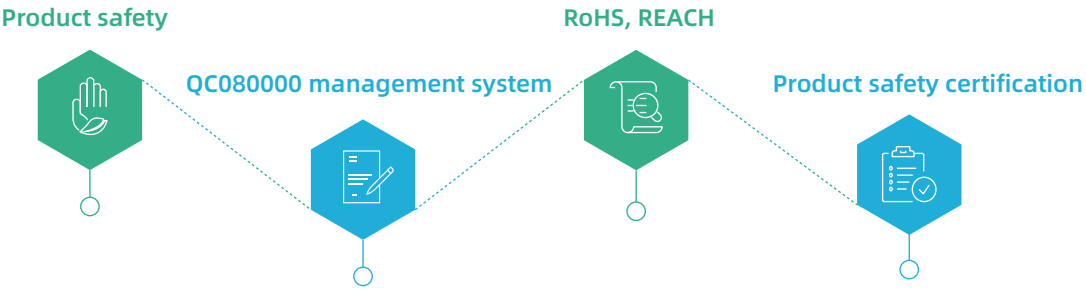 Product safety
QC080000 management system
RoHS, REACH
Product safety certification